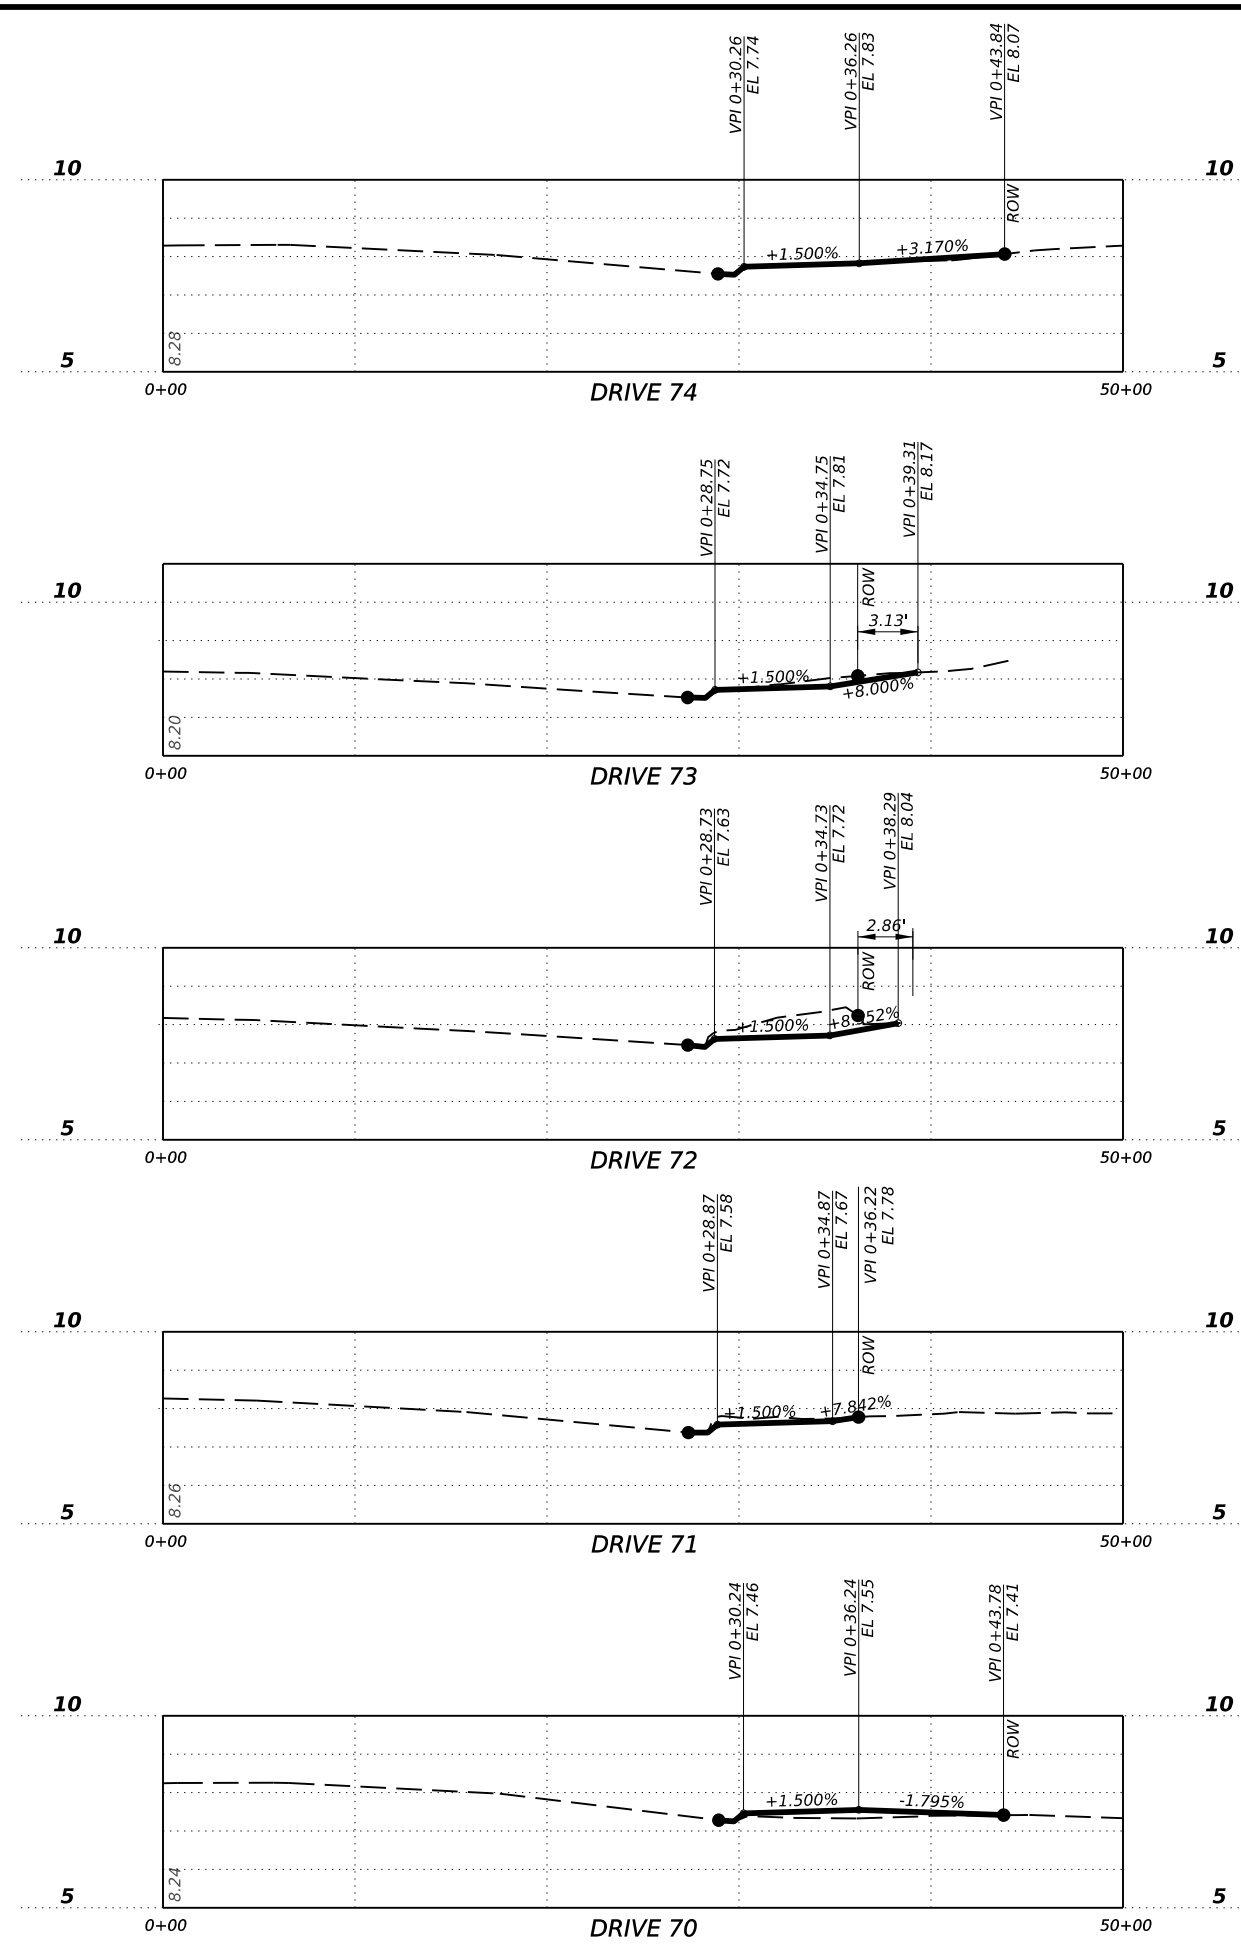 VPI 0+30.26
EL 7.74
VPI 0+36.26
EL 7.83
VPI 0+43.84
EL 8.07
10
10
ROW
+1.500%
+3.170%
8.28
5
5
0+00
DRIVE 74
50+00
VPI 0+28.75
EL 7.72
VPI 0+34.75
EL 7.81
VPI 0+39.31
EL 8.17
10
10
ROW
3.13'
+1.500%
+8.000%
8.20
0+00
DRIVE 73
50+00
VPI 0+28.73
EL 7.63
VPI 0+34.73
EL 7.72
VPI 0+38.29
EL 8.04
10
10
2.86'
ROW
+1.500%
5
5
0+00
DRIVE 72
50+00
VPI 0+28.87
EL 7.58
VPI 0+34.87
EL 7.67
VPI 0+36.22
EL 7.78
10
10
ROW
+1.500%
+7.842%
8.26
5
5
0+00
DRIVE 71
50+00
VPI 0+30.24
EL 7.46
VPI 0+36.24
EL 7.55
VPI 0+43.78
EL 7.41
10
10
ROW
+1.500%
-1.795%
8.24
5
5
0+00
DRIVE 70
50+00